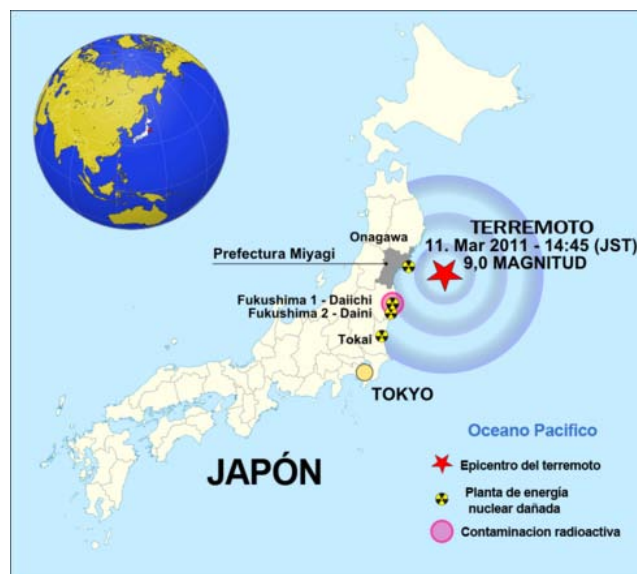 TERREMOTO
11. Mar 2011 - 14:45 (JST)
9,0 MAGNITUD
Onagawa
Prefectura Miyagi
Fukushima 1 - Daiichi
Fukushima 2 - Daini
Tokai
TOKYO
JAPÓN
Oceano Pacifico
Epicentro del terremoto
Planta de energía
nuclear dañada
Contaminacion radioactiva